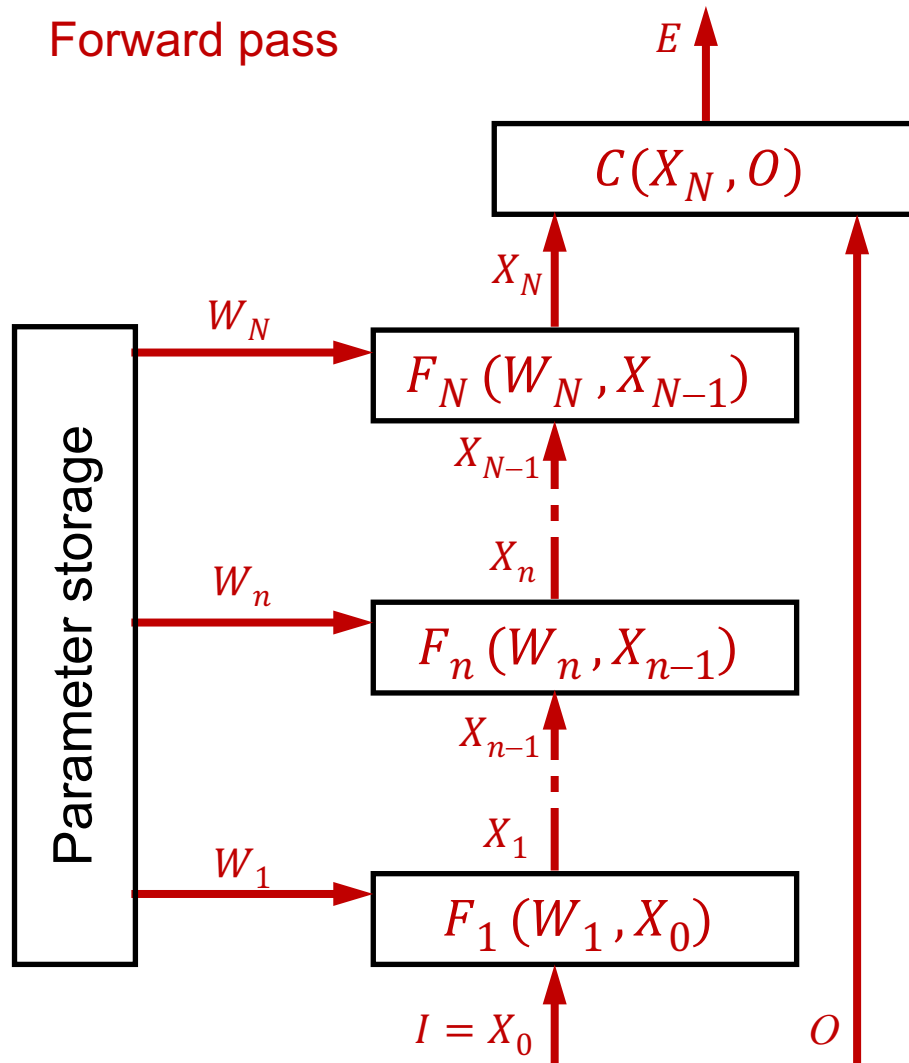 Forward pass
E
C(X_N, O)
X_N
W_N
F_N(W_N, X_{N−1})
X_{N−1}
X_n
W_n
F_n(W_n, X_{n−1})
X_{n−1}
X_1
W_1
F_1(W_1, X_0)
I = X_0
O
Parameter storage